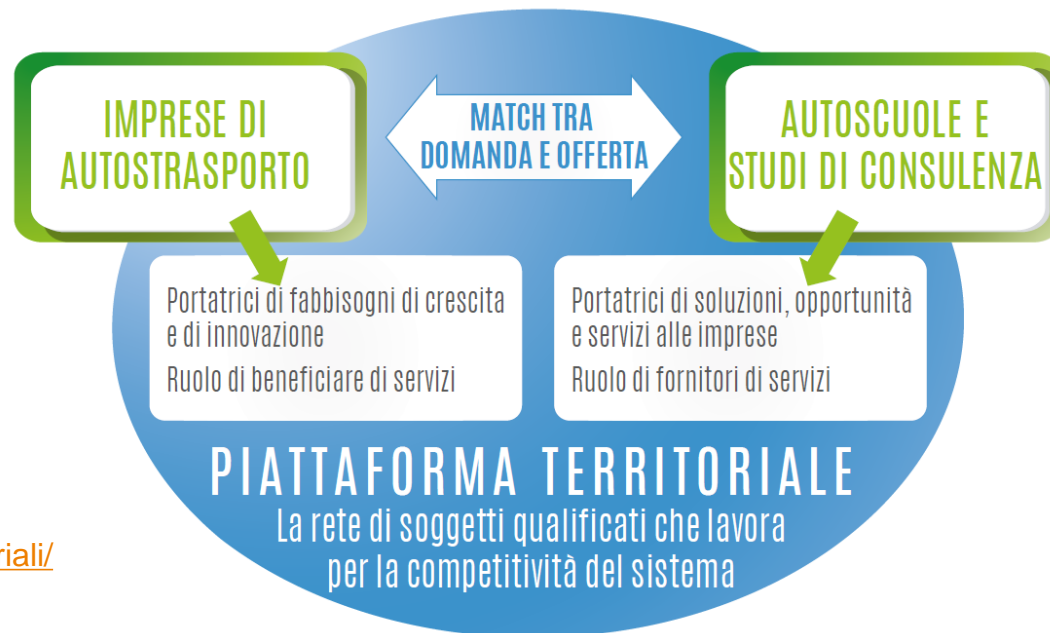 IMPRESE DI
AUTOSTRASPORTO
MATCH TRA
DOMANDA E OFFERTA
AUTOSCUOLE E
STUDI DI CONSULENZA
Portatrici di fabbisogni di crescita
e di innovazione
Ruolo di beneficiare di servizi
Portatrici di soluzioni, opportunità
e servizi alle imprese
Ruolo di fornitori di servizi
PIATTAFORMA TERRITORIALE
La rete di soggetti qualificati che lavora
per la competitività del sistema
riali/